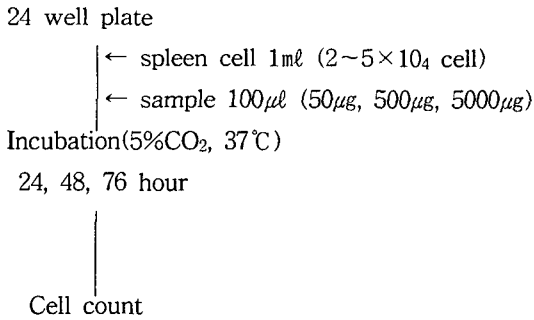 24 well plate
← spleen cell 1㎖ (2~5×10₄ cell)
← sample 100㎕ (50㎍, 500㎍, 5000㎍)
Incubation(5%CO₂, 37℃)
24, 48, 76 hour
Cell count